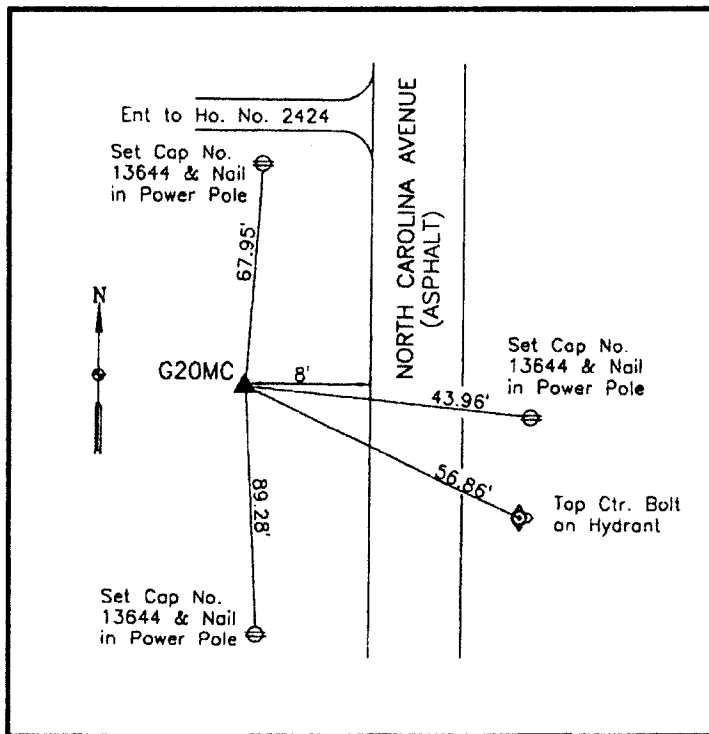 Ent to Ho. No. 2424
Set Cap No.
13644 & Nail
in Power Pole
67.95'
NORTH CAROLINA AVENUE
(ASPHALT)
N
G20MC
8'
Set Cap No.
13644 & Nail
in Power Pole
43.96'
56.86'
Top Ctr. Bolt
on Hydrant
89.28'
Set Cap No.
13644 & Nail
in Power Pole